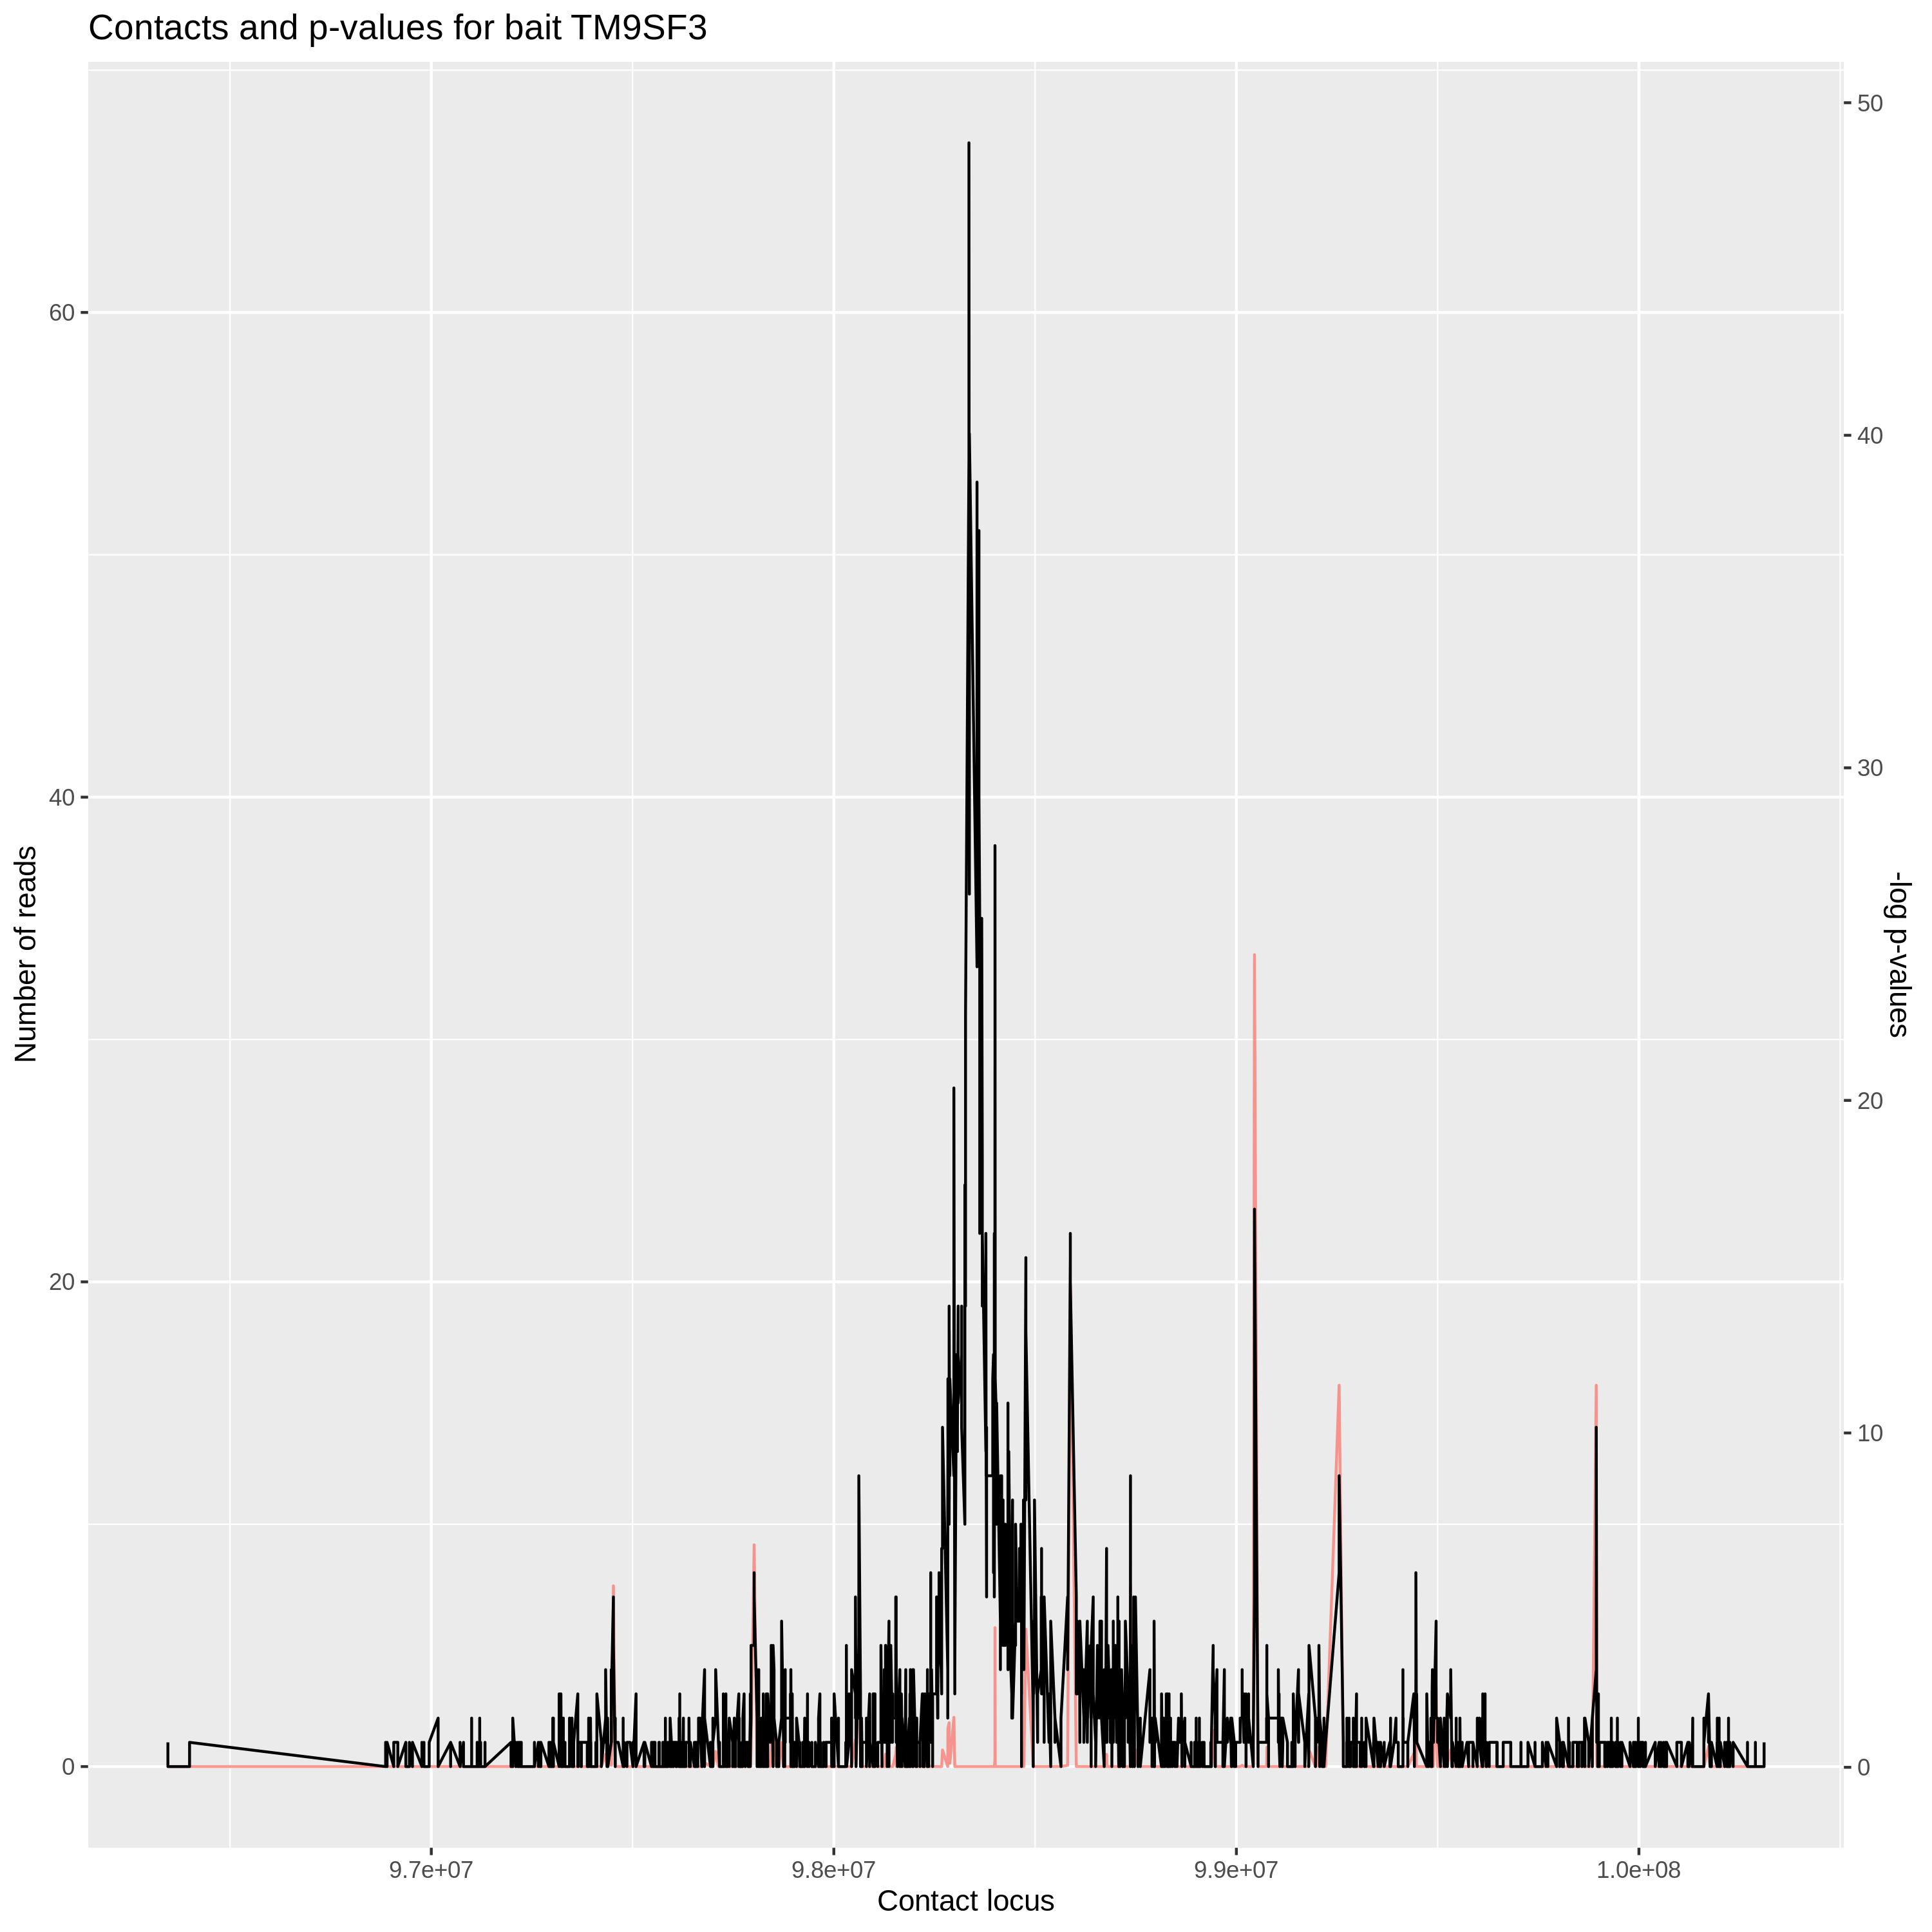 Contacts and p-values for bait TM9SF3
Number of reads
60
40
20
0
50
40
30
20
10
0
-log p-values
9.7e+07
9.8e+07
9.9e+07
1.0e+08
Contact locus